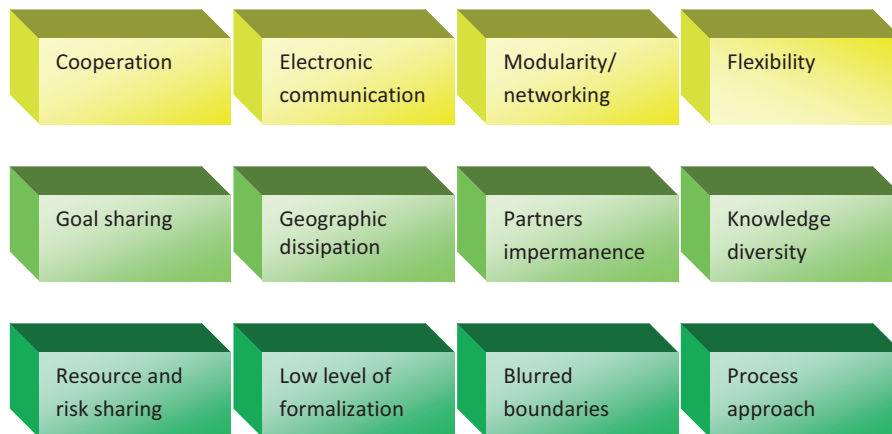 Cooperation
Electronic
communication
Modularity/
networking
Flexibility
Goal sharing
Geographic
dissipation
Partners
impermanence
Knowledge
diversity
Resource and
risk sharing
Low level of
formalization
Blurred
boundaries
Process
approach